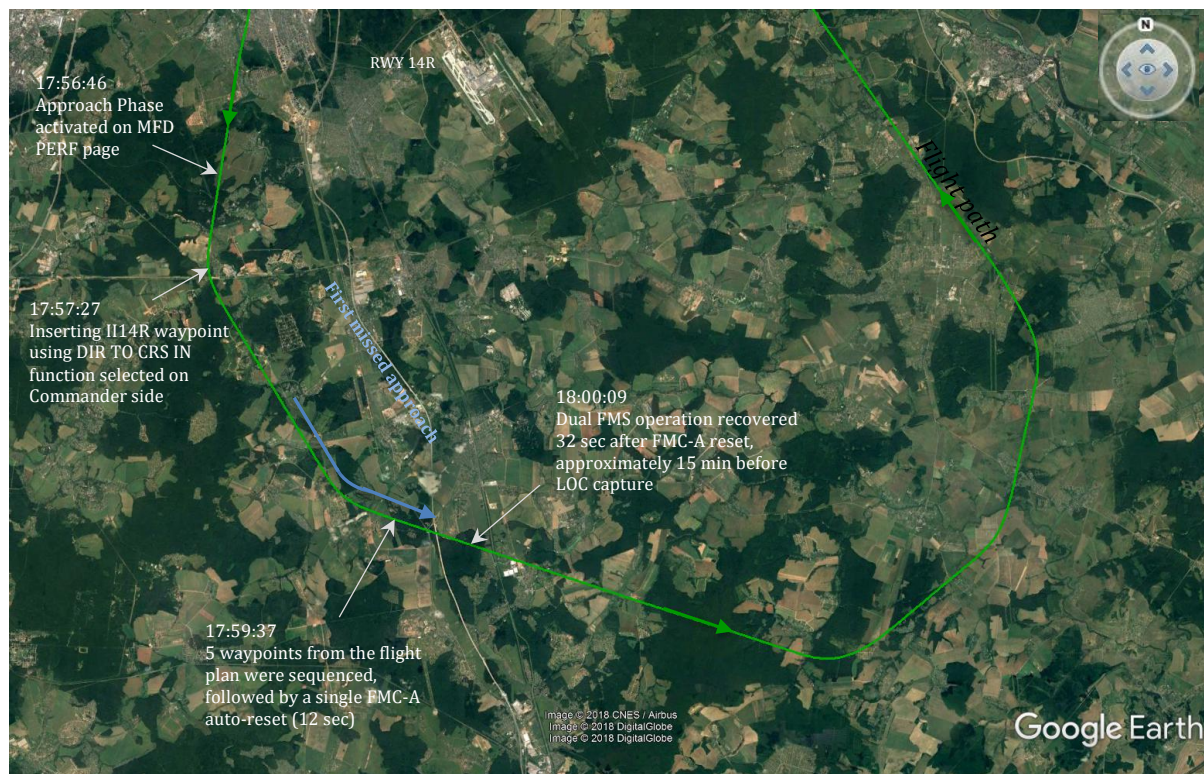 N
RWY 14R
17:56:46
Approach Phase
activated on MFD
PERF page
Flight path
17:57:27
Inserting II14R waypoint
using DIR TO CRS IN
function selected on
Commander side
First missed approach
18:00:09
Dual FMS operation recovered
32 sec after FMC-A reset,
approximately 15 min before
LOC capture
17:59:37
5 waypoints from the flight
plan were sequenced,
followed by a single FMC-A
auto-reset (12 sec)
Image © 2018 CNES / Airbus
Image © 2018 DigitalGlobe
Image © 2018 DigitalGlobe
Google Earth